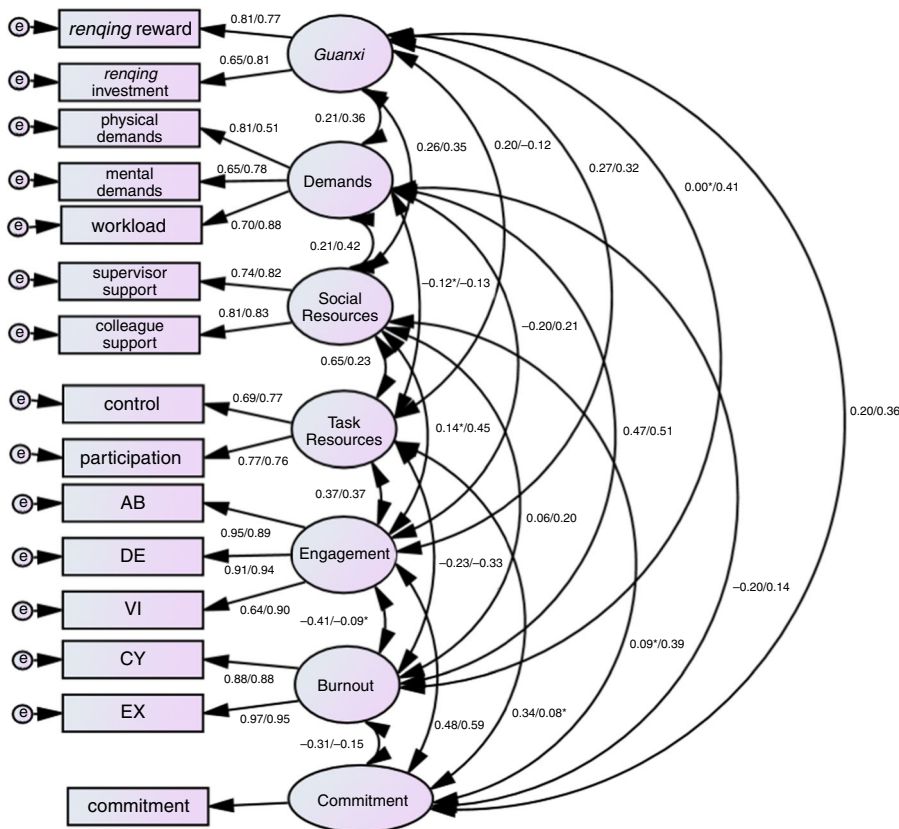 e
renqing reward
0.81/0.77
Guanxi
e
renqing
investment
0.65/0.81
e
physical
demands
0.81/0.51
0.21/0.36
0.26/0.35
0.20/–0.12
0.27/0.32
0.00*/0.41
e
mental
demands
0.65/0.78
Demands
e
workload
0.70/0.88
0.21/0.42
e
supervisor
support
0.74/0.82
Social
Resources
–0.12*/–0.13
e
colleague
support
0.81/0.83
–0.20/0.21
0.65/0.23
e
control
0.69/0.77
Task
Resources
0.14*/0.45
0.47/0.51
0.20/0.36
e
participation
0.77/0.76
0.37/0.37
e
AB
0.95/0.89
0.06/0.20
e
DE
0.91/0.94
Engagement
–0.23/–0.33
–0.20/0.14
e
VI
0.64/0.90
–0.41/–0.09*
0.09*/0.39
e
CY
0.88/0.88
Burnout
e
EX
0.97/0.95
0.48/0.59
0.34/0.08*
–0.31/–0.15
commitment
Commitment